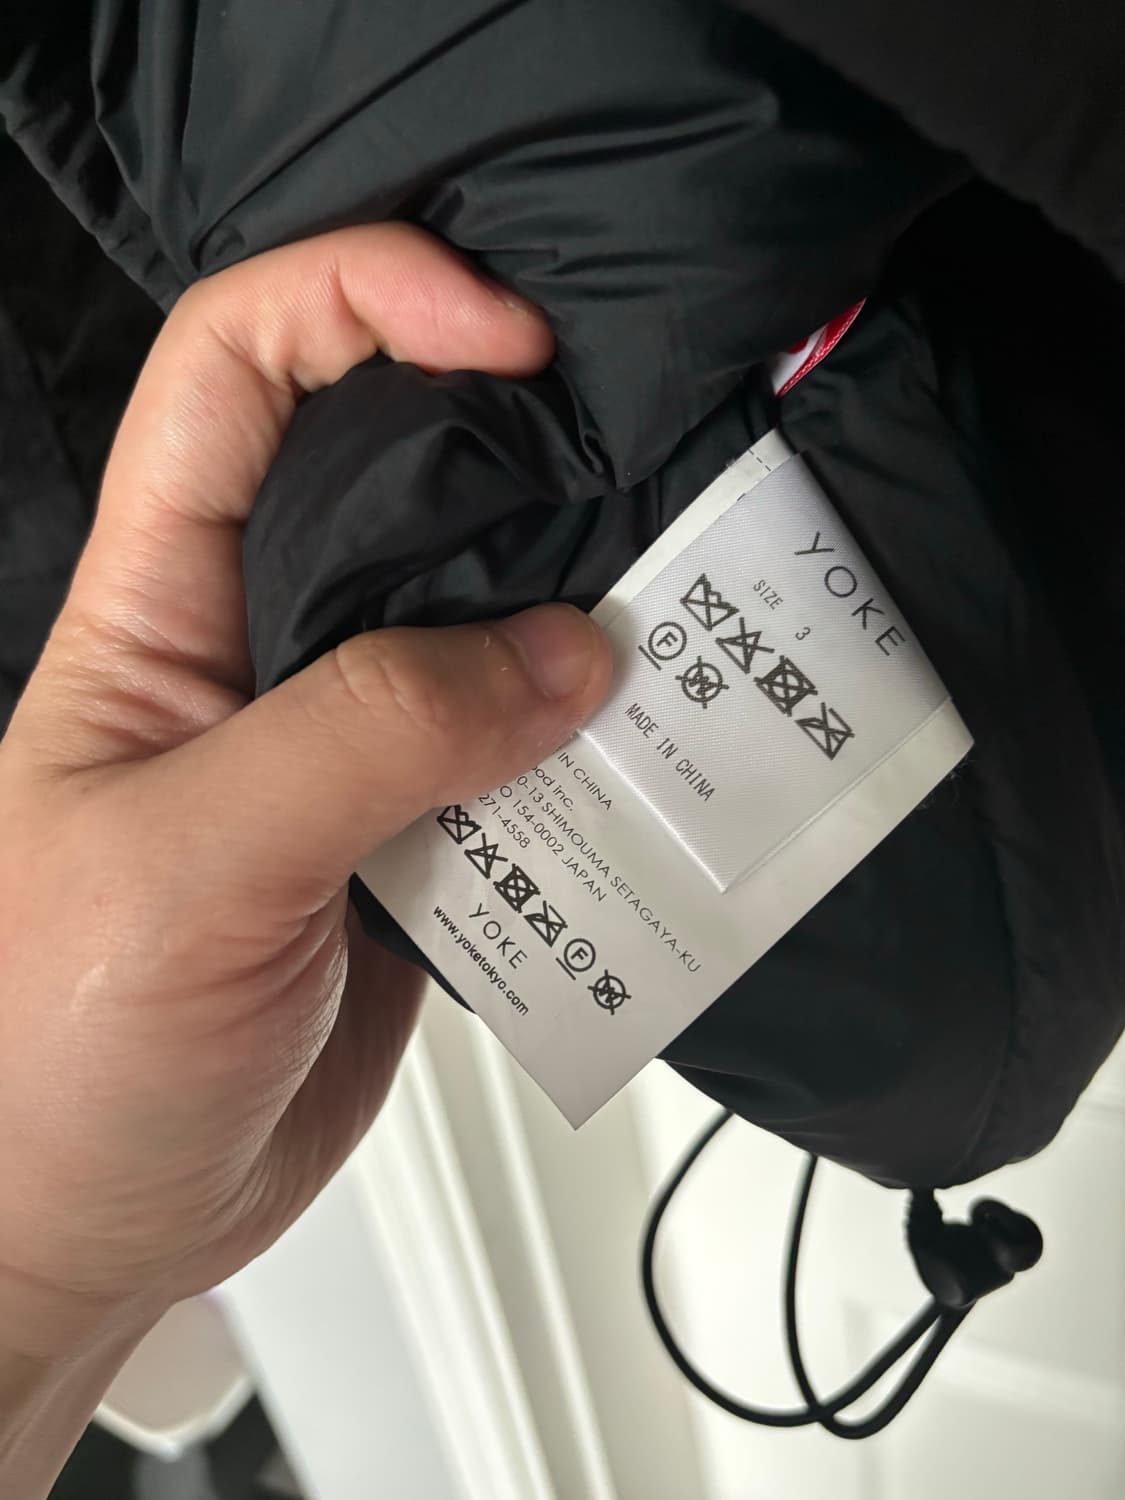 YOKE
SIZE 3
F
W
MADE IN CHINA
IN CHINA
Inc.
0-13 SHIMOUMA SETAGAYA-KU
O 154-0002 JAPAN
271-4558
F
W
YOKE
www.yoketokyo.com